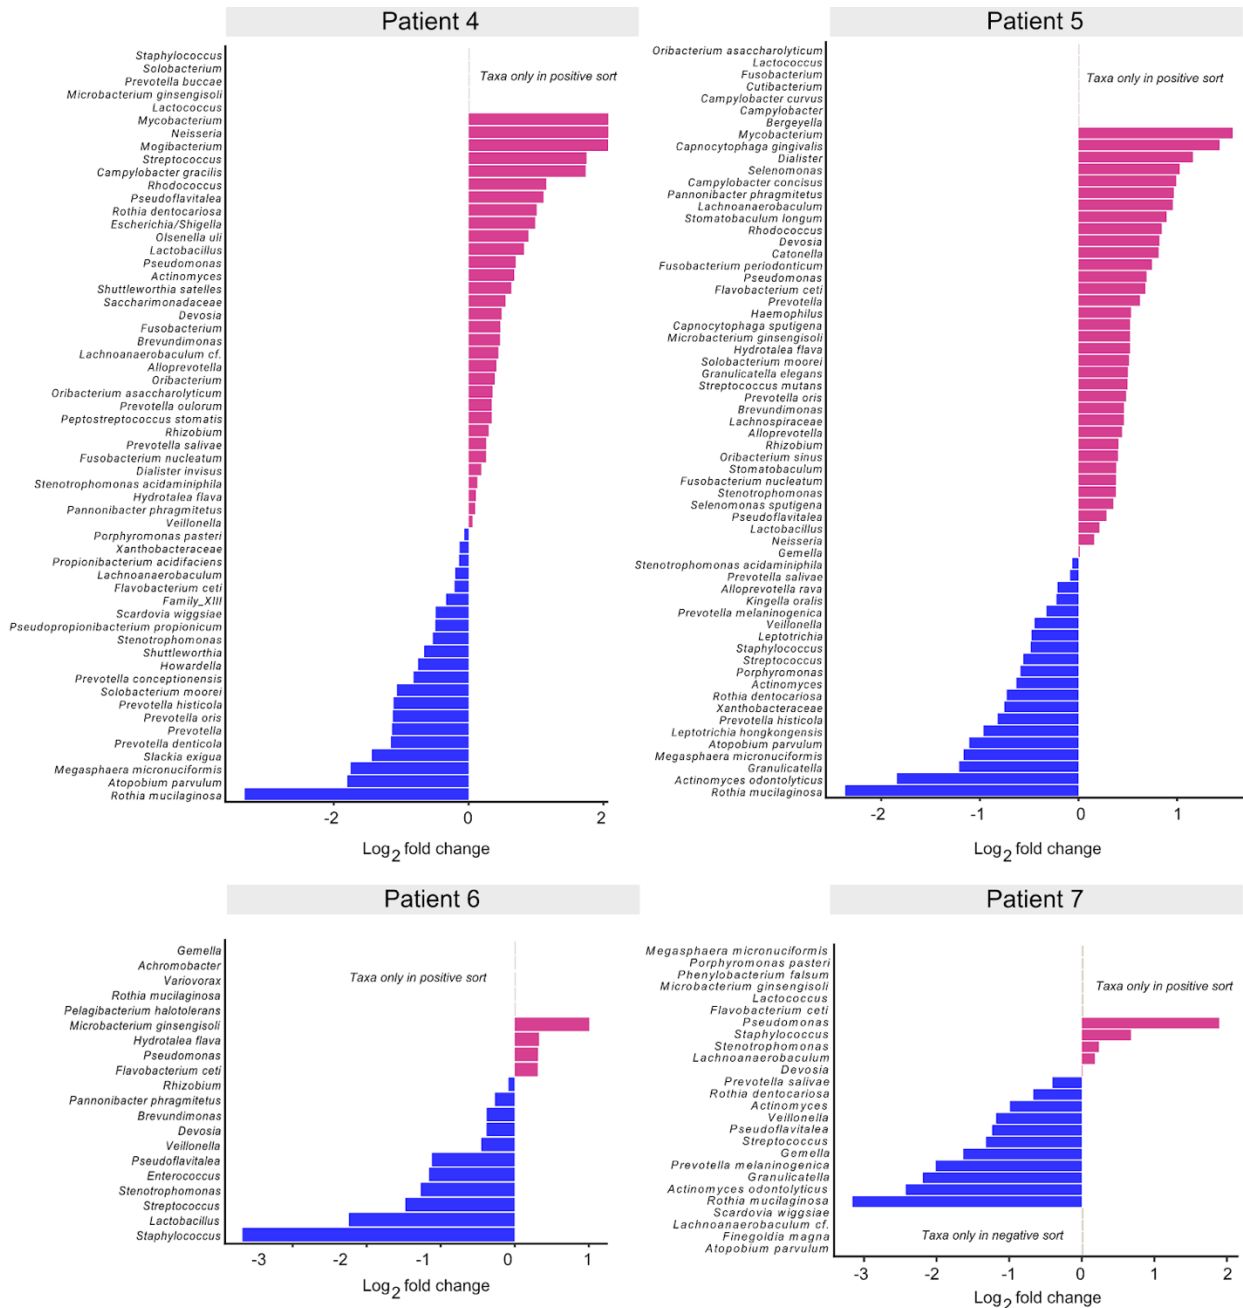 Patient 4
Staphylococcus
Solobacterium
Prevotella buccae
Microbacterium ginsengisoli
Lactococcus
Mycobacterium
Neisseria
Mogibacterium
Streptococcus
Campylobacter gracilis
Rhodococcus
Pseudoflavitalea
Rothia dentocariosa
Escherichia/Shigella
Olsenella uli
Lactobacillus
Pseudomonas
Actinomyces
Shuttleworthia satelles
Saccharimonadaceae
Devosia
Fusobacterium
Brevundimonas
Lachnoanaerobaculum cf.
Alloprevotella
Oribacterium
Oribacterium asaccharolyticum
Prevotella oulorum
Peptostreptococcus stomatis
Rhizobium
Prevotella salivae
Fusobacterium nucleatum
Dialister invisus
Stenotrophomonas acidaminiphila
Hydrotalea flava
Pannonibacter phragmitetus
Veillonella
Porphyromonas pasteri
Xanthobacteraceae
Propionibacterium acidifaciens
Lachnoanaerobaculum
Flavobacterium ceti
Family_XIII
Scardovia wiggsiae
Pseudopropionibacterium propionicum
Stenotrophomonas
Shuttleworthia
Howardella
Prevotella conceptionensis
Solobacterium moorei
Prevotella histicola
Prevotella oris
Prevotella
Prevotella denticola
Slackia exigua
Megasphaera micronuciformis
Atopobium parvulum
Rothia mucilaginosa
Taxa only in positive sort
-2 0 2
Log2 fold change
Patient 5
Oribacterium asaccharolyticum
Lactococcus
Fusobacterium
Cutibacterium
Campylobacter curvus
Campylobacter
Bergeyella
Mycobacterium
Capnocytophaga gingivalis
Dialister
Selenomonas
Campylobacter concisus
Pannonibacter phragmitetus
Lachnoanaerobaculum
Stomatobaculum longum
Rhodococcus
Devosia
Catonella
Fusobacterium periodonticum
Pseudomonas
Flavobacterium ceti
Prevotella
Haemophilus
Capnocytophaga sputigena
Microbacterium ginsengisoli
Hydrotalea flava
Solobacterium moorei
Granulicatella elegans
Streptococcus mutans
Prevotella oris
Brevundimonas
Lachnospiraceae
Alloprevotella
Rhizobium
Oribacterium sinus
Stomatobaculum
Fusobacterium nucleatum
Stenotrophomonas
Selenomonas sputigena
Pseudoflavitalea
Lactobacillus
Neisseria
Gemella
Stenotrophomonas acidaminiphila
Prevotella salivae
Alloprevotella rava
Kingella oralis
Prevotella melaninogenica
Veillonella
Leptotrichia
Staphylococcus
Streptococcus
Porphyromonas
Actinomyces
Rothia dentocariosa
Xanthobacteraceae
Prevotella histicola
Leptotrichia hongkongensis
Atopobium parvulum
Megasphaera micronuciformis
Granulicatella
Actinomyces odontolyticus
Rothia mucilaginosa
Taxa only in positive sort
-2 -1 0 1
Log2 fold change
Patient 6
Gemella
Achromobacter
Variovorax
Rothia mucilaginosa
Pelagibacterium halotolerans
Microbacterium ginsengisoli
Hydrotalea flava
Pseudomonas
Flavobacterium ceti
Rhizobium
Pannonibacter phragmitetus
Brevundimonas
Devosia
Veillonella
Pseudoflavitalea
Enterococcus
Stenotrophomonas
Streptococcus
Lactobacillus
Staphylococcus
Taxa only in positive sort
-3 -2 -1 0 1
Log2 fold change
Patient 7
Megasphaera micronuciformis
Porphyromonas pasteri
Phenylobacterium falsum
Microbacterium ginsengisoli
Lactococcus
Flavobacterium ceti
Pseudomonas
Staphylococcus
Stenotrophomonas
Lachnoanaerobaculum
Devosia
Prevotella salivae
Rothia dentocariosa
Actinomyces
Veillonella
Pseudoflavitalea
Streptococcus
Gemella
Prevotella melaninogenica
Granulicatella
Actinomyces odontolyticus
Rothia mucilaginosa
Scardovia wiggsiae
Lachnoanaerobaculum cf.
Finegoldia magna
Atopobium parvulum
Taxa only in positive sort
Taxa only in negative sort
-3 -2 -1 0 1 2
Log2 fold change